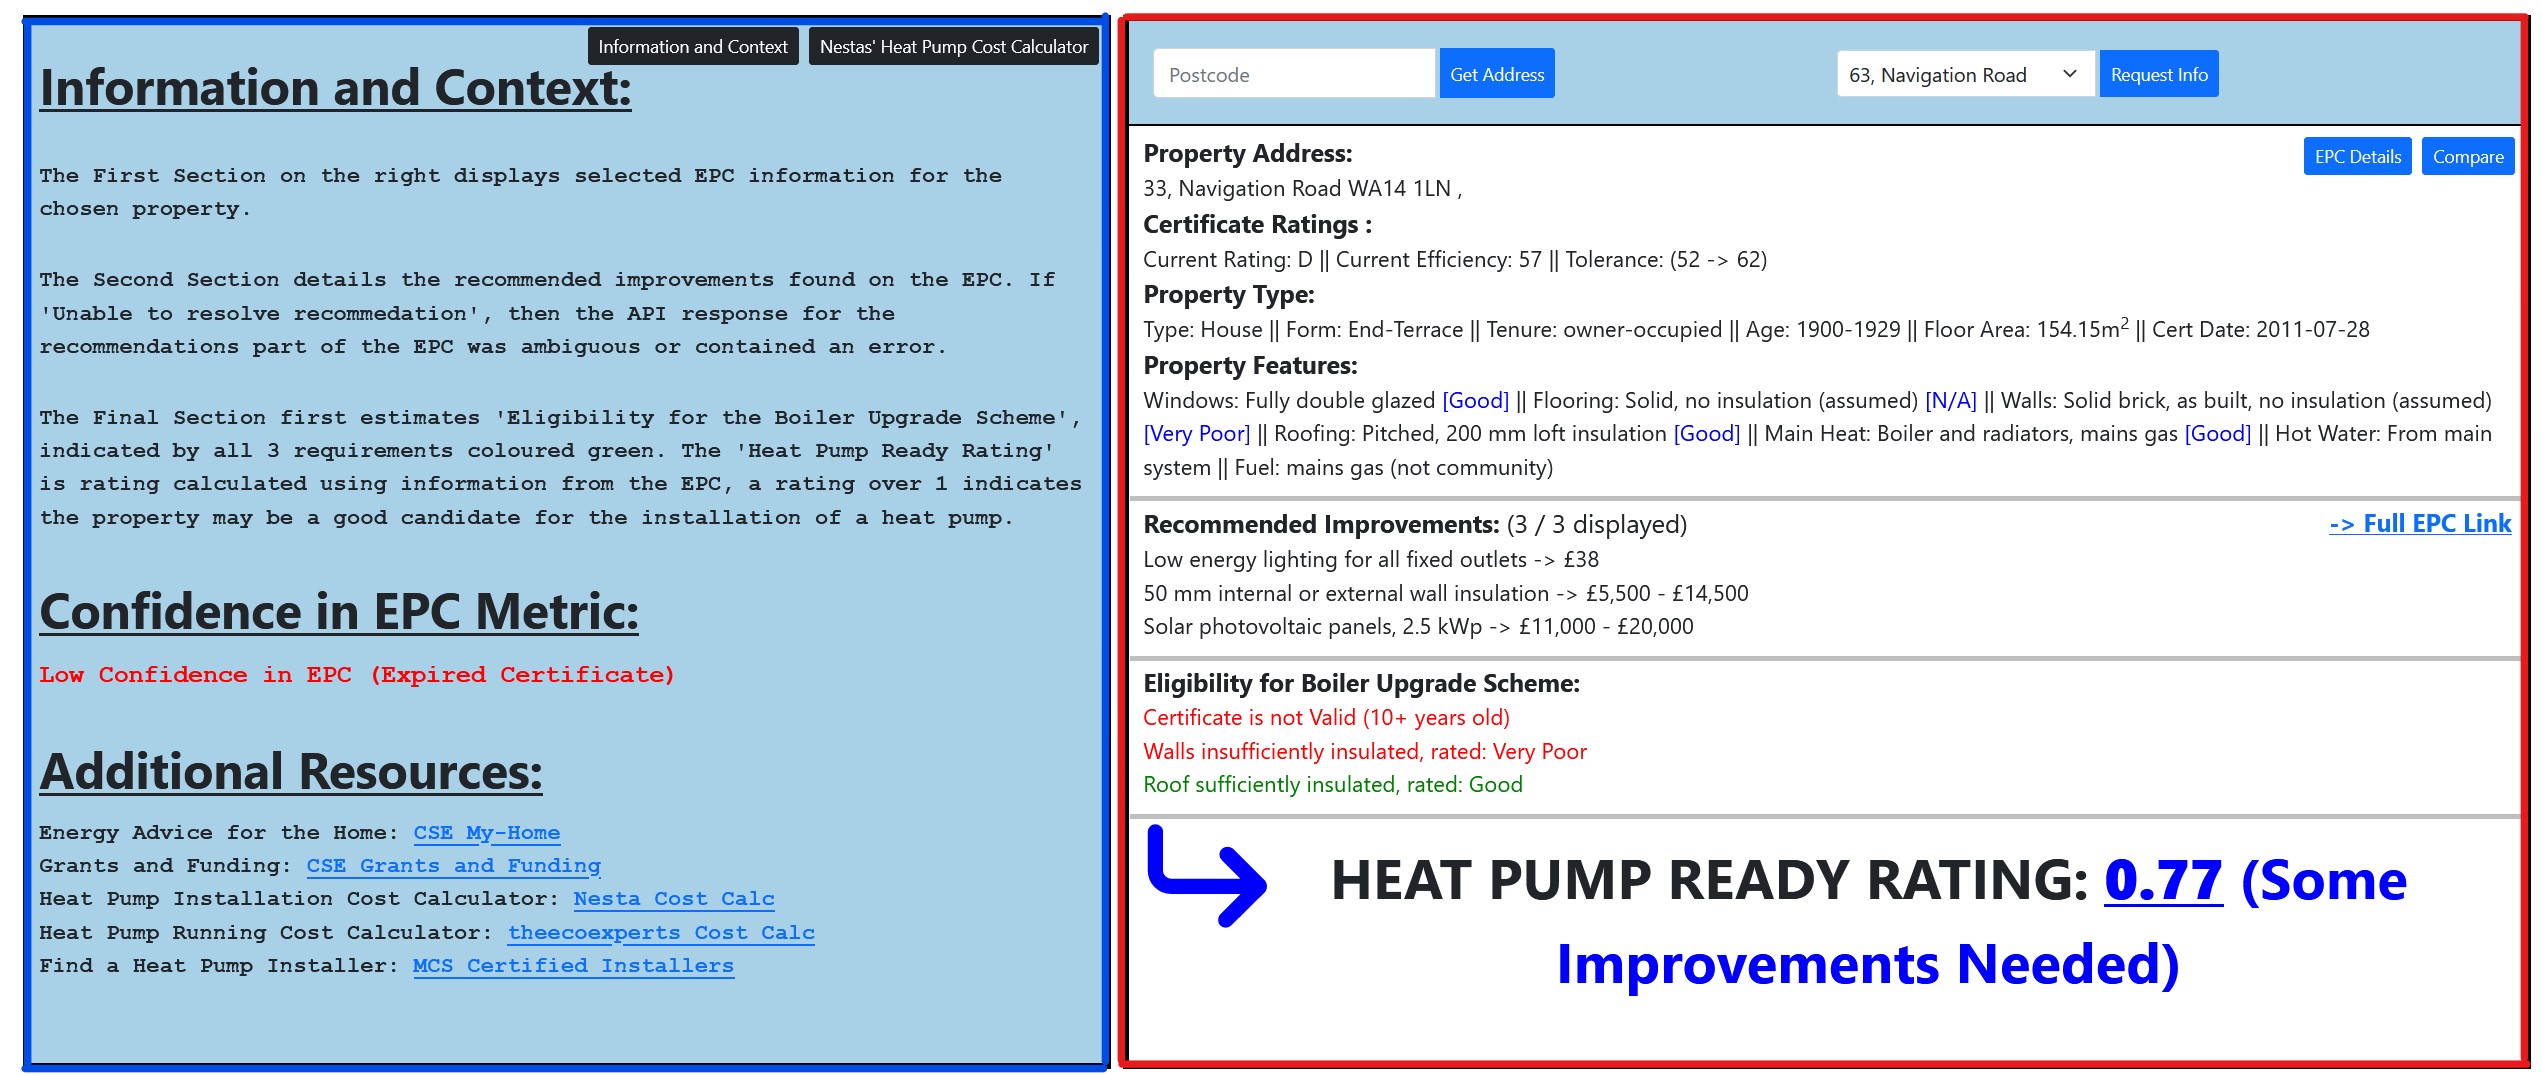 Information and Context
Nestas' Heat Pump Cost Calculator
Information and Context:
The First Section on the right displays selected EPC information for the
chosen property.
The Second Section details the recommended improvements found on the EPC. If
'Unable to resolve recommedation', then the API response for the
recommendations part of the EPC was ambiguous or contained an error.
The Final Section first estimates 'Eligibility for the Boiler Upgrade Scheme',
indicated by all 3 requirements coloured green. The 'Heat Pump Ready Rating'
is rating calculated using information from the EPC, a rating over 1 indicates
the property may be a good candidate for the installation of a heat pump.
Confidence in EPC Metric:
Low Confidence in EPC (Expired Certificate)
Additional Resources:
Energy Advice for the Home: CSE My-Home
Grants and Funding: CSE Grants and Funding
Heat Pump Installation Cost Calculator: Nesta Cost Calc
Heat Pump Running Cost Calculator: theecoexperts Cost Calc
Find a Heat Pump Installer: MCS Certified Installers
Postcode
Get Address
63, Navigation Road
Request Info
EPC Details
Compare
Property Address:
33, Navigation Road WA14 1LN ,
Certificate Ratings :
Current Rating: D || Current Efficiency: 57 || Tolerance: (52 -> 62)
Property Type:
Type: House || Form: End-Terrace || Tenure: owner-occupied || Age: 1900-1929 || Floor Area: 154.15m² || Cert Date: 2011-07-28
Property Features:
Windows: Fully double glazed [Good] || Flooring: Solid, no insulation (assumed) [N/A] || Walls: Solid brick, as built, no insulation (assumed)
[Very Poor] || Roofing: Pitched, 200 mm loft insulation [Good] || Main Heat: Boiler and radiators, mains gas [Good] || Hot Water: From main
system || Fuel: mains gas (not community)
Recommended Improvements: (3 / 3 displayed)
-> Full EPC Link
Low energy lighting for all fixed outlets -> £38
50 mm internal or external wall insulation -> £5,500 - £14,500
Solar photovoltaic panels, 2.5 kWp -> £11,000 - £20,000
Eligibility for Boiler Upgrade Scheme:
Certificate is not Valid (10+ years old)
Walls insufficiently insulated, rated: Very Poor
Roof sufficiently insulated, rated: Good
HEAT PUMP READY RATING: 0.77 (Some
Improvements Needed)